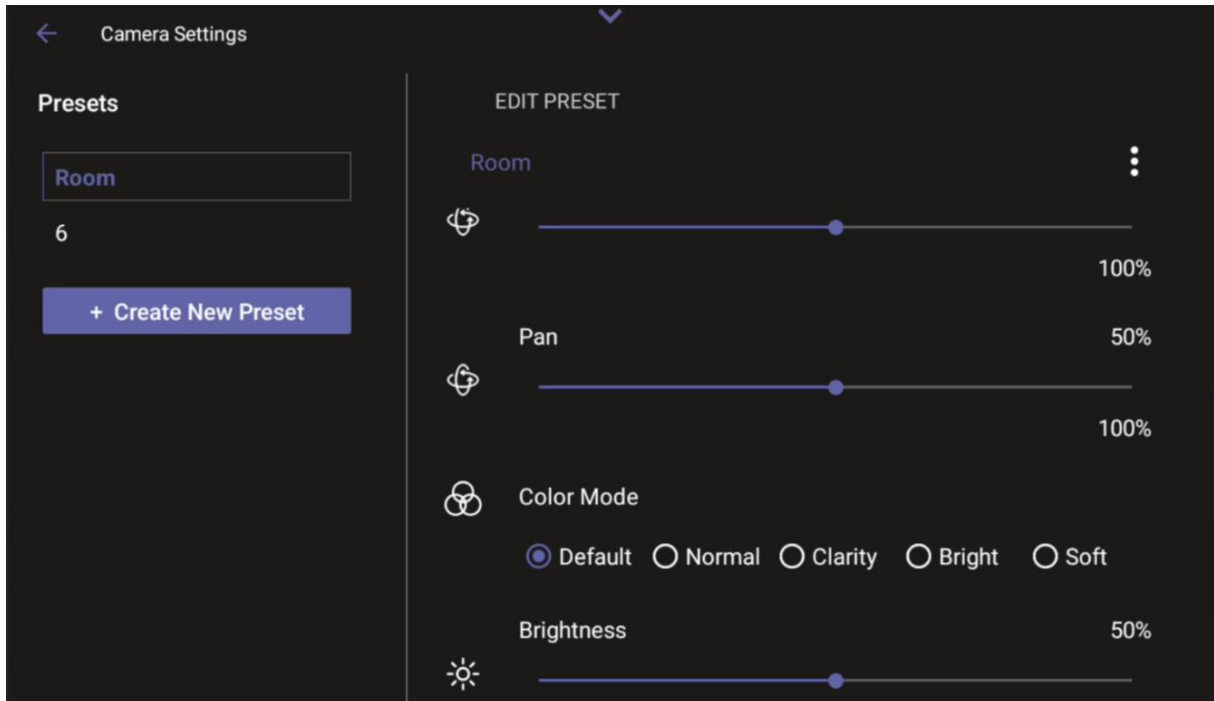 Camera Settings
Presets
Room
6
+ Create New Preset
EDIT PRESET
Room
100%
Pan 50%
100%
Color Mode
Default Normal Clarity Bright Soft
Brightness 50%